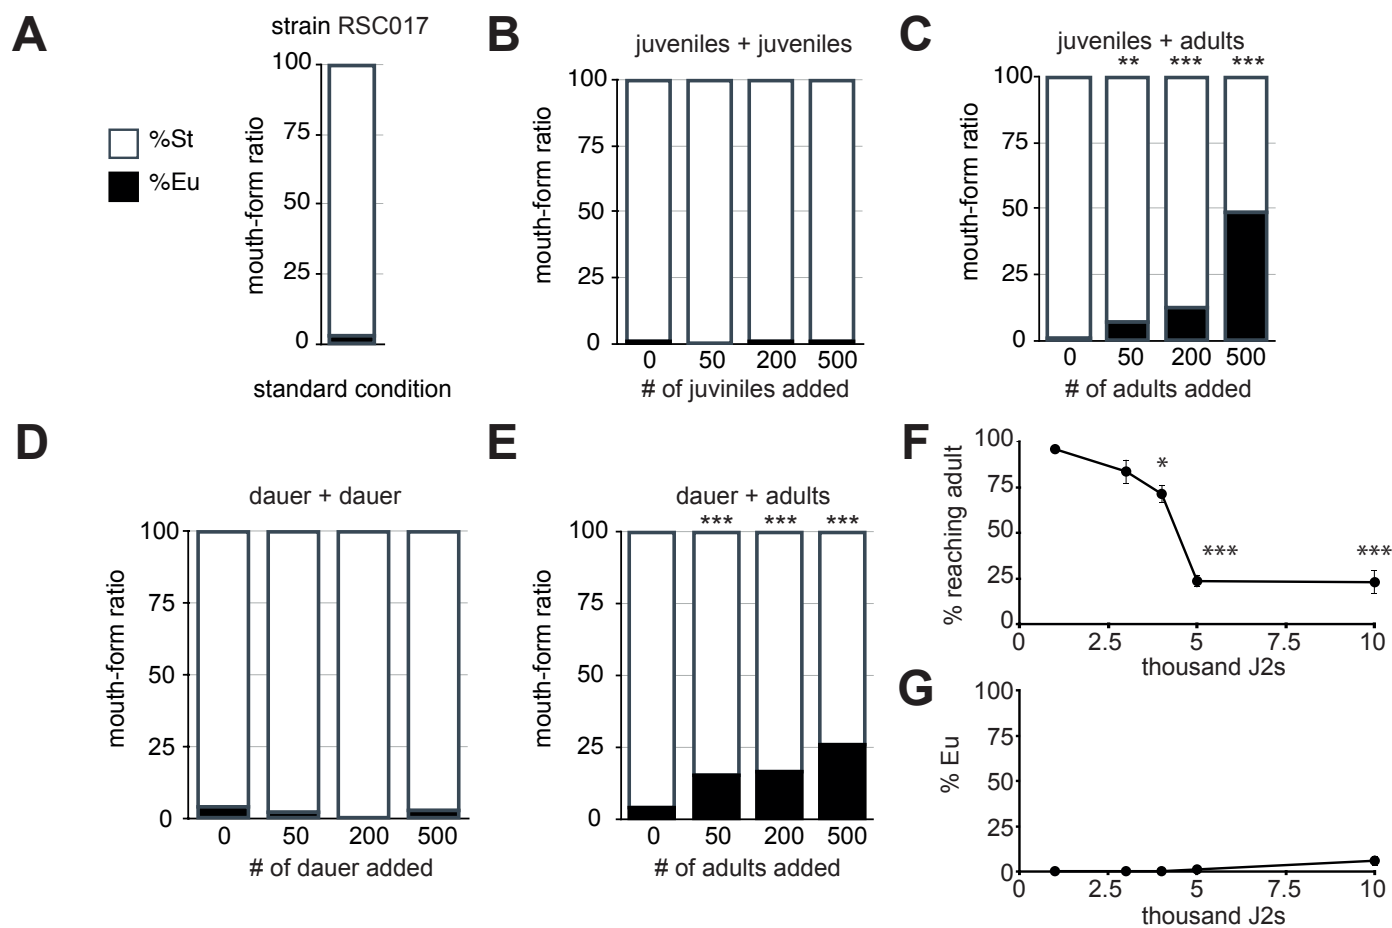 A
strain RSC017
%St
%Eu
mouth-form ratio
100
75
50
25
0
standard condition
B
juveniles + juveniles
mouth-form ratio
100
75
50
25
0
0 50 200 500
# of juviniles added
C
juveniles + adults
** *** ***
mouth-form ratio
100
75
50
25
0
0 50 200 500
# of adults added
D
dauer + dauer
mouth-form ratio
100
75
50
25
0
0 50 200 500
# of dauer added
E
dauer + adults
*** *** ***
mouth-form ratio
100
75
50
25
0
0 50 200 500
# of adults added
F
% reaching adult
100
75
50
25
0
* *** ***
0 2.5 5 7.5 10
thousand J2s
G
% Eu
100
75
50
25
0
0 2.5 5 7.5 10
thousand J2s